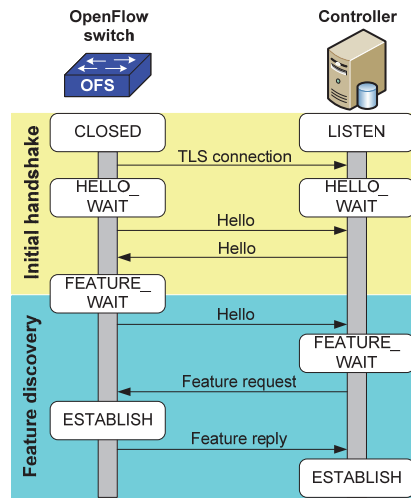 OpenFlow
switch
Controller
OFS
Initial handshake
CLOSED
LISTEN
TLS connection
HELLO_
WAIT
HELLO_
WAIT
Hello
Hello
FEATURE_
WAIT
Feature discovery
Hello
FEATURE_
WAIT
Feature request
ESTABLISH
Feature reply
ESTABLISH